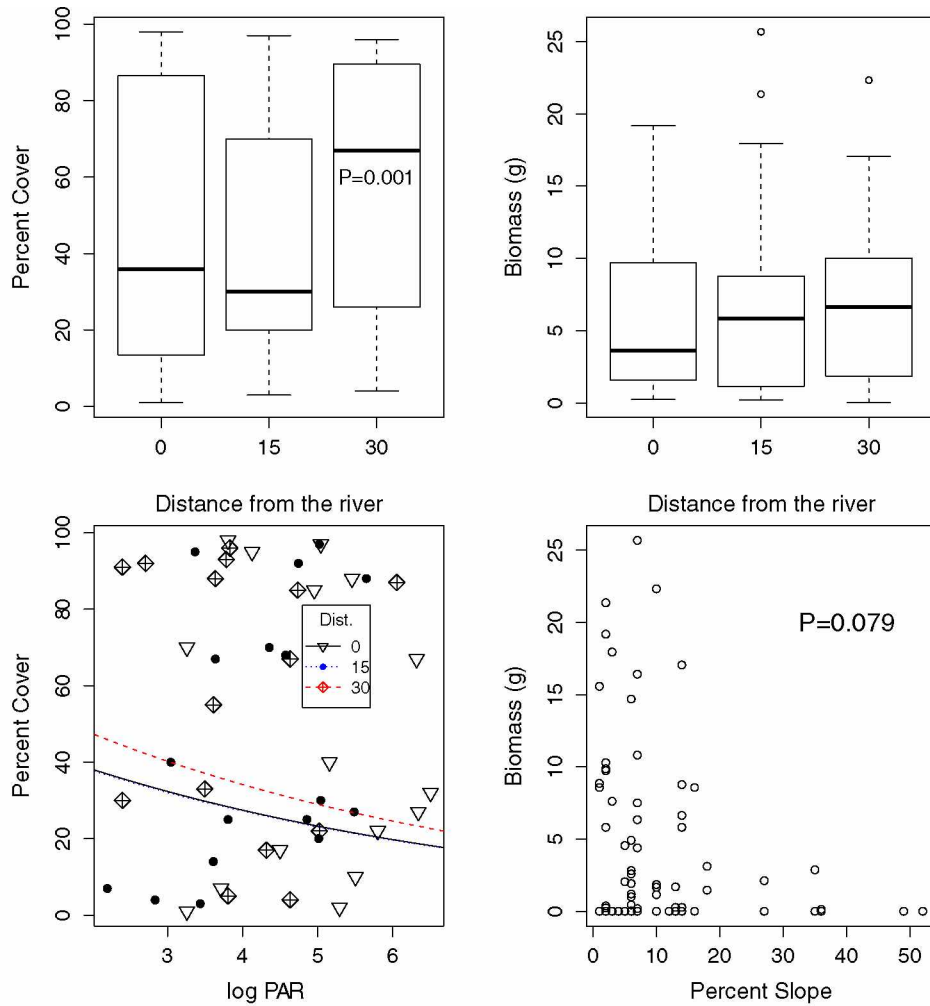 Percent Cover
100
80
60
40
20
0
P=0.001
0 15 30
Distance from the river
Biomass (g)
25
20
15
10
5
0
0 15 30
Distance from the river
Percent Cover
100
80
60
40
20
0
Dist.
0
15
30
3 4 5 6
log PAR
Biomass (g)
25
20
15
10
5
0
P=0.079
0 10 20 30 40 50
Percent Slope